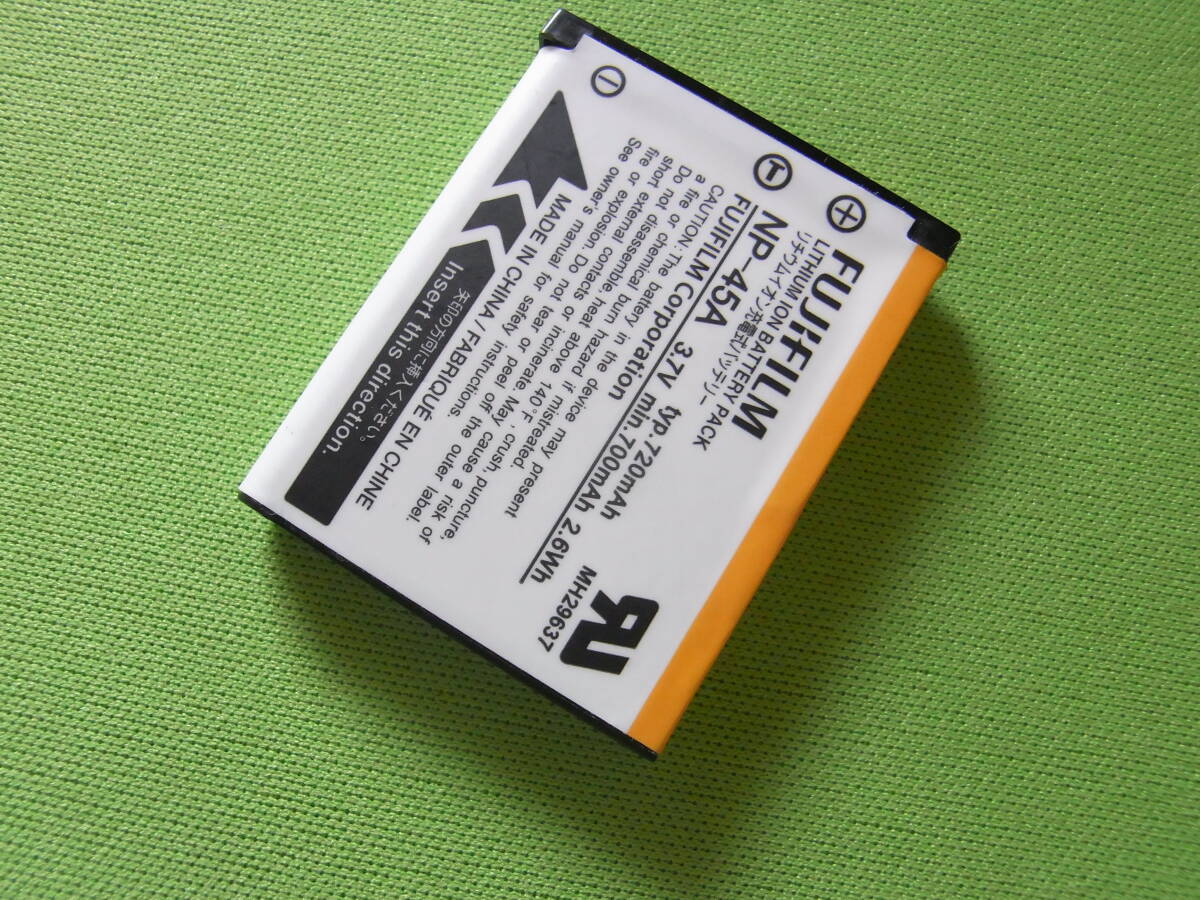 FUJIFILM
LITHIUM ION BATTERY PACK
リチウムイオン充電式バッテリー
NP-45A 3.7V typ.720mAh
FUJIFILM Corporation min.700mAh 2.6Wh
CAUTION: The battery in the device may present
a fire or chemical burn hazard if mistreated.
Do not disassemble, heat above 140°F, crush, puncture,
short external contacts or incinerate. May cause a risk of
fire or explosion. Do not tear or peel off the outer label.
See owner's manual for safety instructions.
MADE IN CHINA / FABRIQUÉ EN CHINE
矢印の方向に挿入ください。
Insert this direction.
T
MH29637